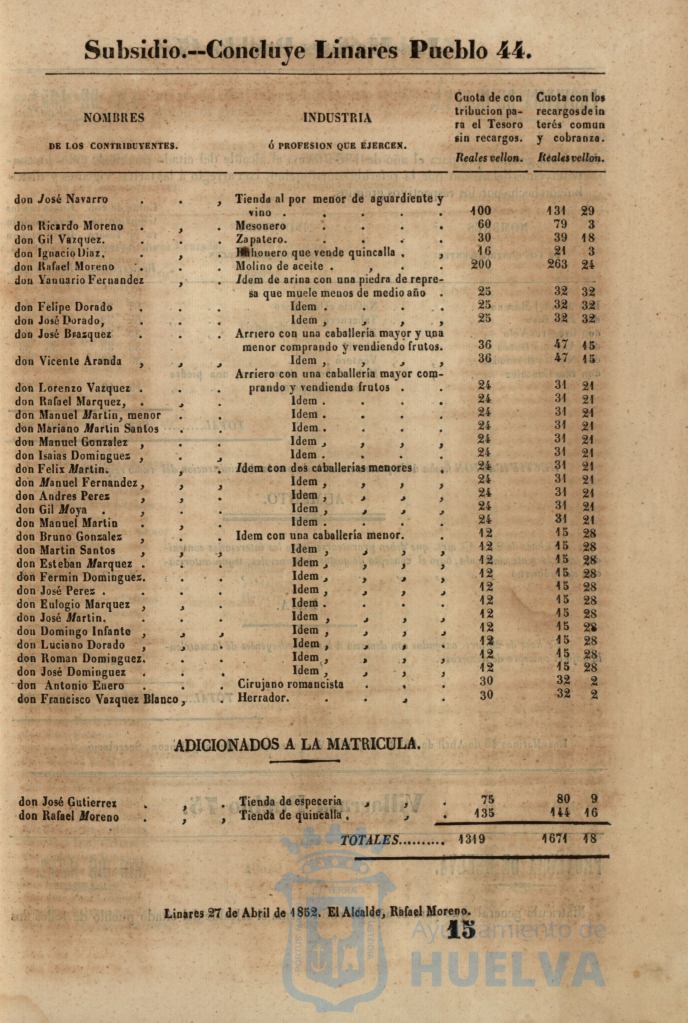 Subsidio.--Concluye Linares Pueblo 44.
NOMBRES
DE LOS CONTRIBUYENTES.
INDUSTRIA
Ó PROFESION QUE EJERCEN.
Cuota de con
tribucion pa-
ra el Tesoro
sin recargos.
Reales vellon.
Cuota con los
recargos de in
terés comun
y cobranza.
Reales vellon.
don José Navarro . . , Tienda al por menor de aguardiente y
vino . . . . . 100 131 29
don Ricardo Moreno . , . Mesonero . . . . 60 79 3
don Gil Vazquez. . . . Zapatero. . . . . 30 39 18
don Ignacio Diaz. . , . Buhonero que vende quincalla . , 16 21 3
don Rafael Moreno . . . Molino de aceite . , . . 200 263 24
don Yanuario Fernandez , . Idem de arina con una piedra de repre-
sa que muele menos de medio año . 25 32 32
don Felipe Dorado . . . Idem . . . . 25 32 32
don José Dorado, . . . Idem , , , , 25 32 32
don José Brazquez . . . Arriero con una caballería mayor y una
menor comprando y vendiendo frutos. 36 47 15
don Vicente Aranda , , . Idem , , , , 36 47 15
Arriero con una caballería mayor com-
don Lorenzo Vazquez . . . prando y vendiendo frutos . . . 24 31 21
don Rafael Marquez, . , . Idem . . . . 24 31 21
don Manuel Martin, menor . . Idem . . . . 24 31 21
don Mariano Martin Santos . . Idem . . . . 24 31 21
don Manuel Gonzalez , . . Idem , , , , 24 31 21
don Isaias Dominguez , . . Idem . . . . 24 31 21
don Felix Martin. . , . Idem con dos caballerías menores . 24 31 21
don Manuel Fernandez, , . Idem , , , , 24 31 21
don Andres Perez , , . Idem , , , , 24 31 21
don Gil Moya . , , . Idem , , , , 24 31 21
don Manuel Martin . , . Idem . . . . 24 31 21
don Bruno Gonzalez , . . Idem con una caballería menor. . . 12 15 28
don Martin Santos , , . Idem , , , , 12 15 28
don Esteban Marquez . . . Idem , , , , 12 15 28
don Fermin Dominguez. . . Idem , , , , 12 15 28
don José Perez . . . . Idem , , , , 12 15 28
don Eulogio Marquez , , . Idem . . . . 12 15 28
don José Martin. . . . Idem , , , , 12 15 28
don Domingo Infante , , . Idem , , , , 12 15 28
don Luciano Dorado , , . Idem , , , , 12 15 28
don Roman Dominguez. . . Idem , , , , 12 15 28
don José Dominguez . . . Idem , , , , 12 15 28
don Antonio Enero . . . Cirujano romancista . . . 30 32 2
don Francisco Vazquez Blanco, . Herrador. . . , . 30 32 2
ADICIONADOS A LA MATRICULA.
don José Gutierrez . , , Tienda de especeria , , . 75 80 9
don Rafael Moreno . , , Tienda de quincalla . , . 135 144 16
TOTALES......... 1319 1671 18
Linares 27 de Abril de 1852. El Alcalde, Rafael Moreno.
15
Ayuntamiento de
HUELVA